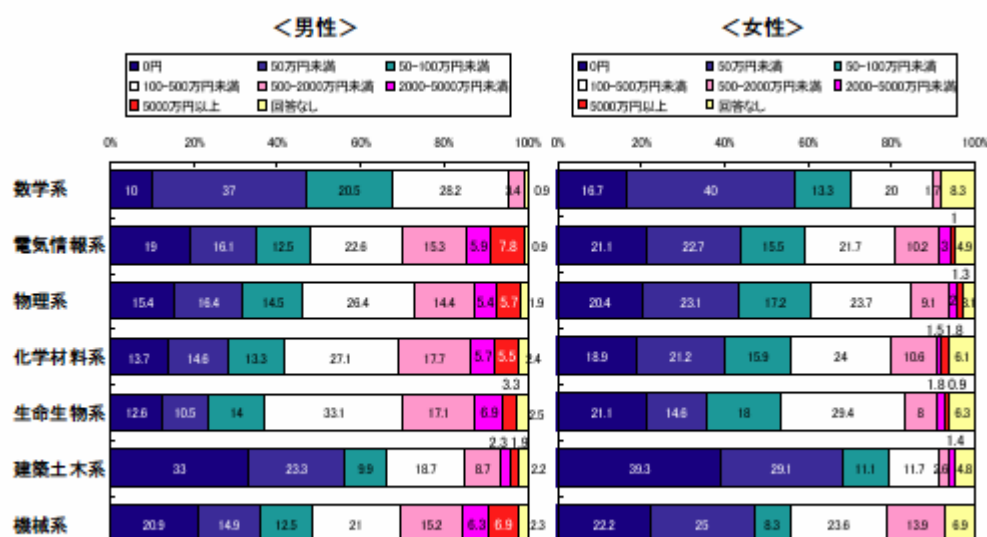 <男性> <女性>
0円 50万円未満 50-100万円未満 0円 50万円未満 50-100万円未満
100-500万円未満 500-2000万円未満 2000-5000万円未満 100-500万円未満 500-2000万円未満 2000-5000万円未満
5000万円以上 回答なし 5000万円以上 回答なし
0% 20% 40% 60% 80% 100% 0% 20% 40% 60% 80% 100%
数学系 10 37 20.5 28.2 3.4 0.9 16.7 40 13.3 20 1.7 8.3
1
電気情報系 19 16.1 12.5 22.6 15.3 5.9 7.8 0.9 21.1 22.7 15.5 21.7 10.2 3 4.9
1.3
物理系 15.4 16.4 14.5 26.4 14.4 5.4 5.7 1.9 20.4 23.1 17.2 23.7 9.1 2 3.1
1.5 1.8
化学材料系 13.7 14.6 13.3 27.1 17.7 5.7 5.5 2.4 18.9 21.2 15.9 24 10.6 6.1
3.3 1.8 0.9
生命生物系 12.6 10.5 14 33.1 17.1 6.9 2.5 21.1 14.6 18 29.4 8 6.3
2.3 1.9 1.4
建築土木系 33 23.3 9.9 18.7 8.7 2.2 39.3 29.1 11.1 11.7 2.6 4.8
機械系 20.9 14.9 12.5 21 15.2 6.3 6.9 2.3 22.2 25 8.3 23.6 13.9 6.9